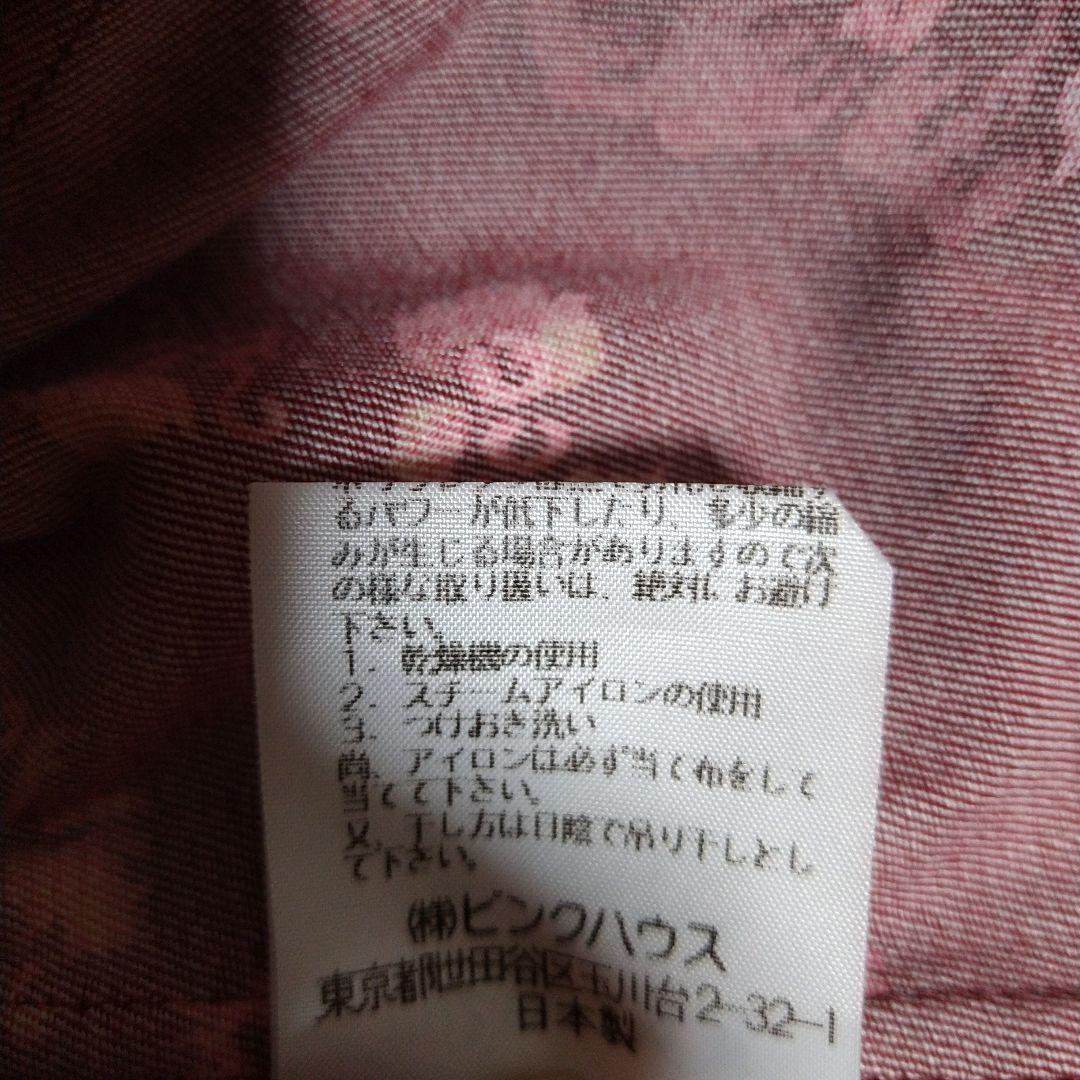 るパワーが低下したり、多少の縮
みが生じる場合がありますので次
の様な取り扱いは、絶対に お避け
下さい。
1. 乾燥機の使用
2. スチームアイロンの使用
3. つけおき洗い
尚、アイロンは必ず当て布をして
当てて下さい。
又、干し方は日陰で吊り干しとし
て下さい。
(株)ピンクハウス
東京都世田谷区玉川台2-32-1
日本製